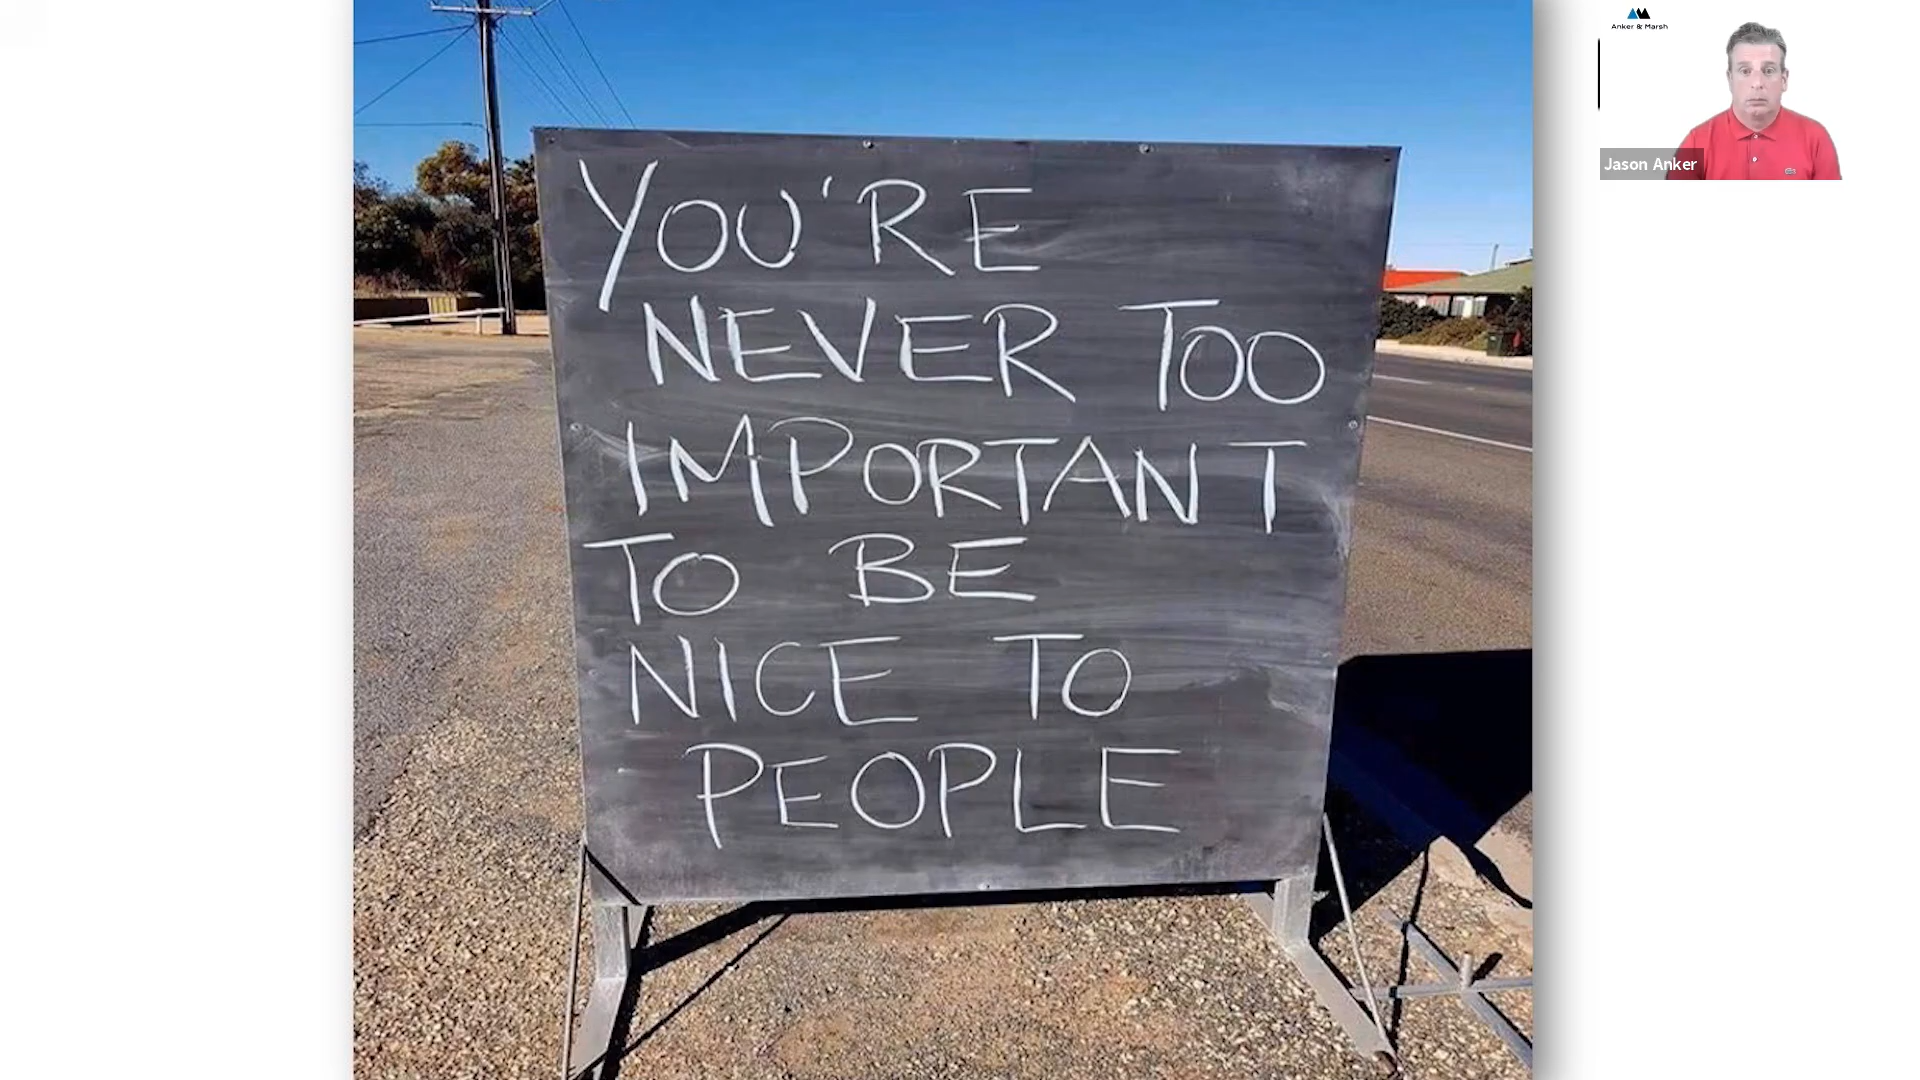 YOU'RE
NEVER TOO
IMPORTANT
TO BE
NICE TO
PEOPLE
Anker & Marsh
Jason Anker